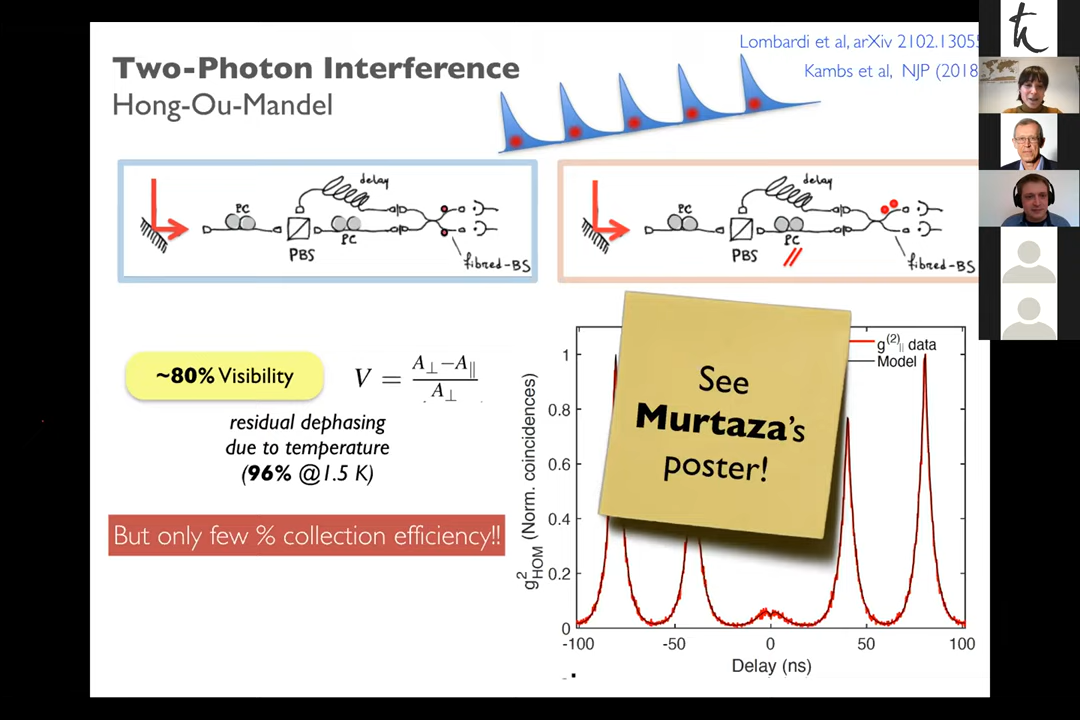 Two-Photon Interference
Hong-Ou-Mandel
Lombardi et al, arXiv 2102.1305
Kambs et al, NJP (2018
PC
PBS
delay
PC
fibred-BS
PC
PBS
delay
PC
fibred-BS
~80% Visibility
V = A⊥−A∥ / A⊥
residual dephasing
due to temperature
(96% @1.5 K)
But only few % collection efficiency!!
See
Murtaza's
poster!
g(2)∥ data
Model
g2HOM (Norm. coincidences)
1
0.8
0.6
0.4
0.2
0
-100 -50 0 50 100
Delay (ns)